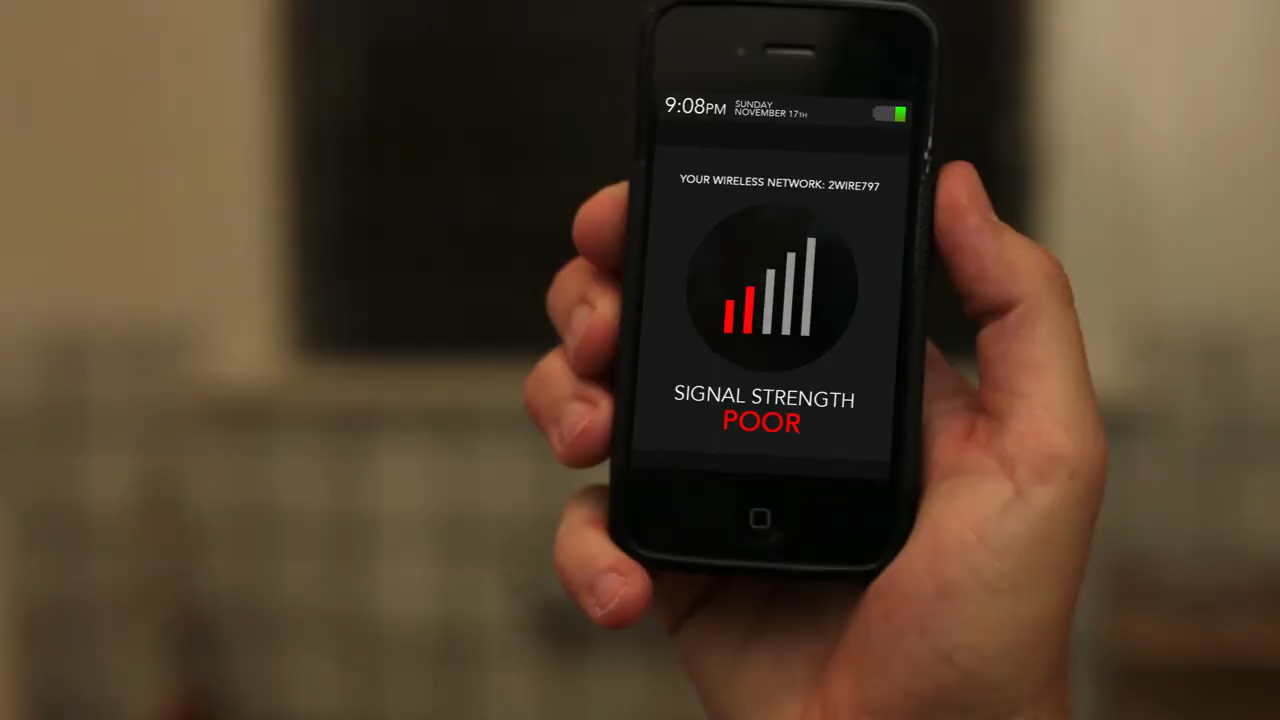 9:08PM
SUNDAY
NOVEMBER 17TH
YOUR WIRELESS NETWORK: 2WIRE797
SIGNAL STRENGTH
POOR